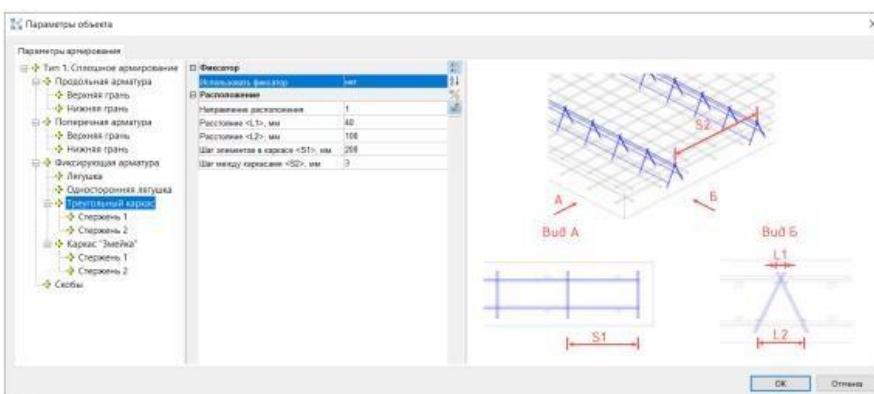 Параметры объекта
Параметры армирования
Тип 1. Сплошное армирование
Продольная арматура
Верхняя грань
Нижняя грань
Поперечная арматура
Верхняя грань
Нижняя грань
Фиксирующая арматура
Лягушка
Односторонняя лягушка
Треугольный каркас
Стержень 1
Стержень 2
Каркас "Змейка"
Стержень 1
Стержень 2
Скобы
Фиксатор
Использовать фиксатор нет
Расположение
Направление расположения 1
Расстояние <L1>, мм 40
Расстояние <L2>, мм 100
Шаг элементов в каркасе <S1>, мм 200
Шаг между каркасами <S2>, мм 3
S2
А
Б
Вид А
Вид Б
L1
S1
L2
OK
Отмена